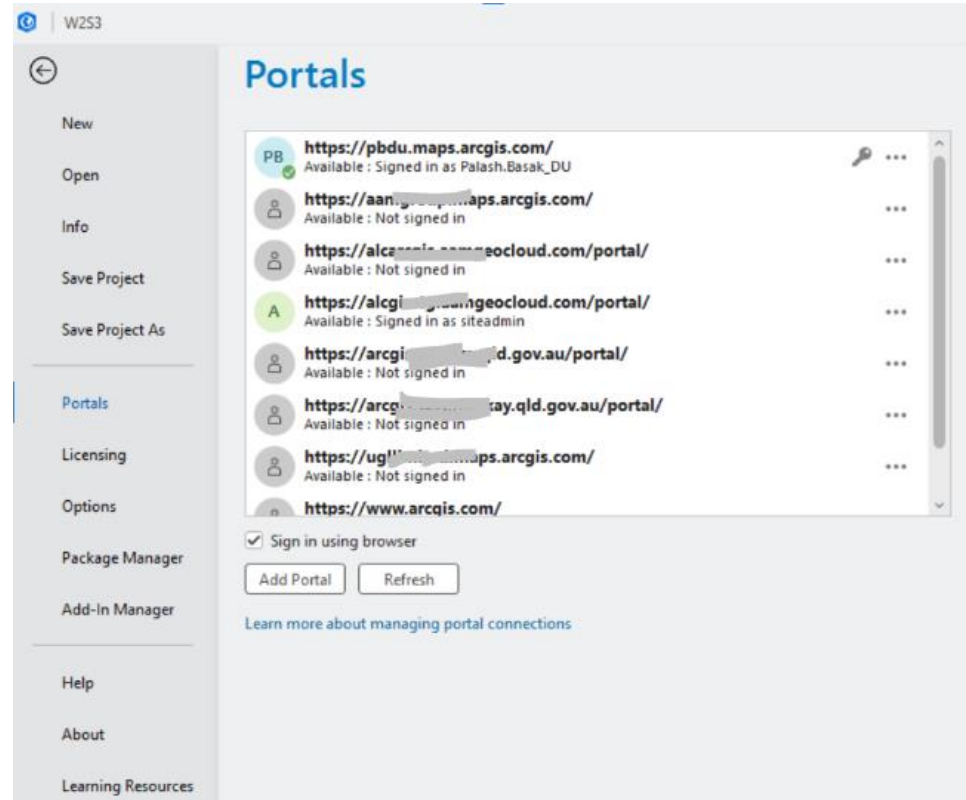 W2S3
New
Open
Info
Save Project
Save Project As
Portals
Licensing
Options
Package Manager
Add-In Manager
Help
About
Learning Resources
Portals
PB
https://pbdu.maps.arcgis.com/
Available : Signed in as Palash.Basak_DU
Available : Not signed in
Available : Not signed in
A
Available : Signed in as siteadmin
Available : Not signed in
Available : Not signed in
Available : Not signed in
https://www.arcgis.com/
Sign in using browser
Add Portal
Refresh
Learn more about managing portal connections